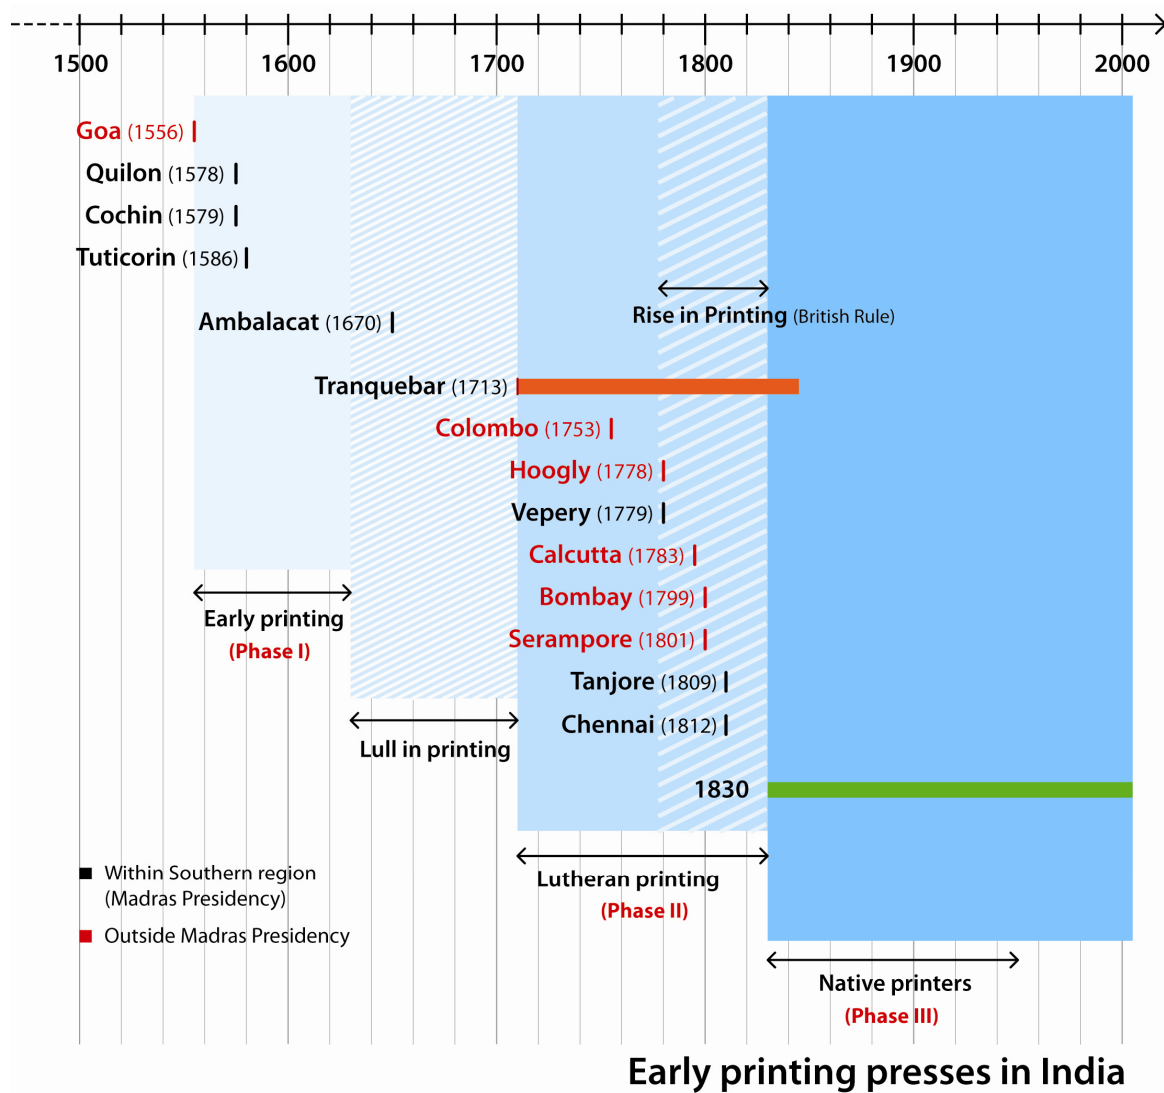 1500 1600 1700 1800 1900 2000
Goa (1556)
Quilon (1578)
Cochin (1579)
Tuticorin (1586)
Rise in Printing (British Rule)
Ambalacat (1670)
Tranquebar (1713)
Colombo (1753)
Hoogly (1778)
Vepery (1779)
Calcutta (1783)
Bombay (1799)
Serampore (1801)
Tanjore (1809)
Chennai (1812)
1830
Early printing
(Phase I)
Lull in printing
Lutheran printing
(Phase II)
Native printers
(Phase III)
Within Southern region
(Madras Presidency)
Outside Madras Presidency
Early printing presses in India